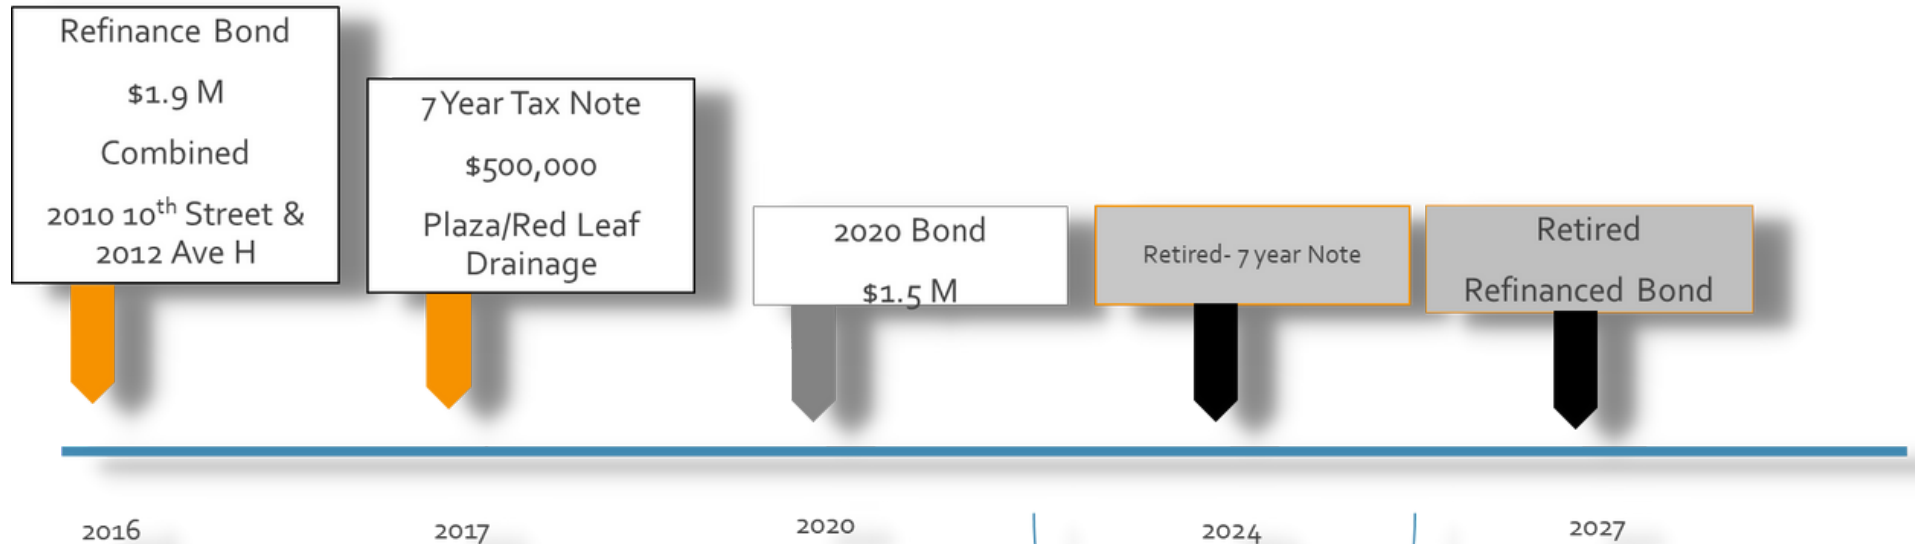 Refinance Bond
$1.9 M
Combined
2010 10th Street &
2012 Ave H
7 Year Tax Note
$500,000
Plaza/Red Leaf
Drainage
2020 Bond
$1.5 M
Retired- 7 year Note
Retired
Refinanced Bond
2016
2017
2020
2024
2027